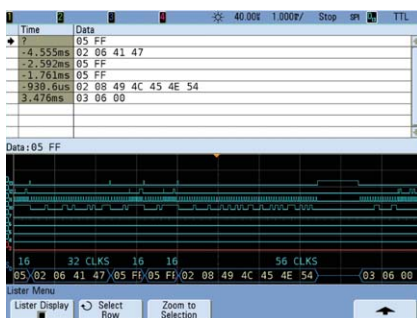 1 2 3 4 40.00% 1.000%/ Stop SPI TTL
Time Data
? 05 FF
-4.555ms 02 06 41 47
-2.592ms 05 FF
-1.761ms 05 FF
-930.6us 02 08 49 4C 45 4E 54
3.476ms 03 06 00
Data:05 FF
16 32 CLKS 16 16 56 CLKS
05 02 06 41 47 05 FF 05 FF 02 08 49 4C 45 4E 54 03 06 00
Lister Menu
Lister Display Select Row Zoom to Selection